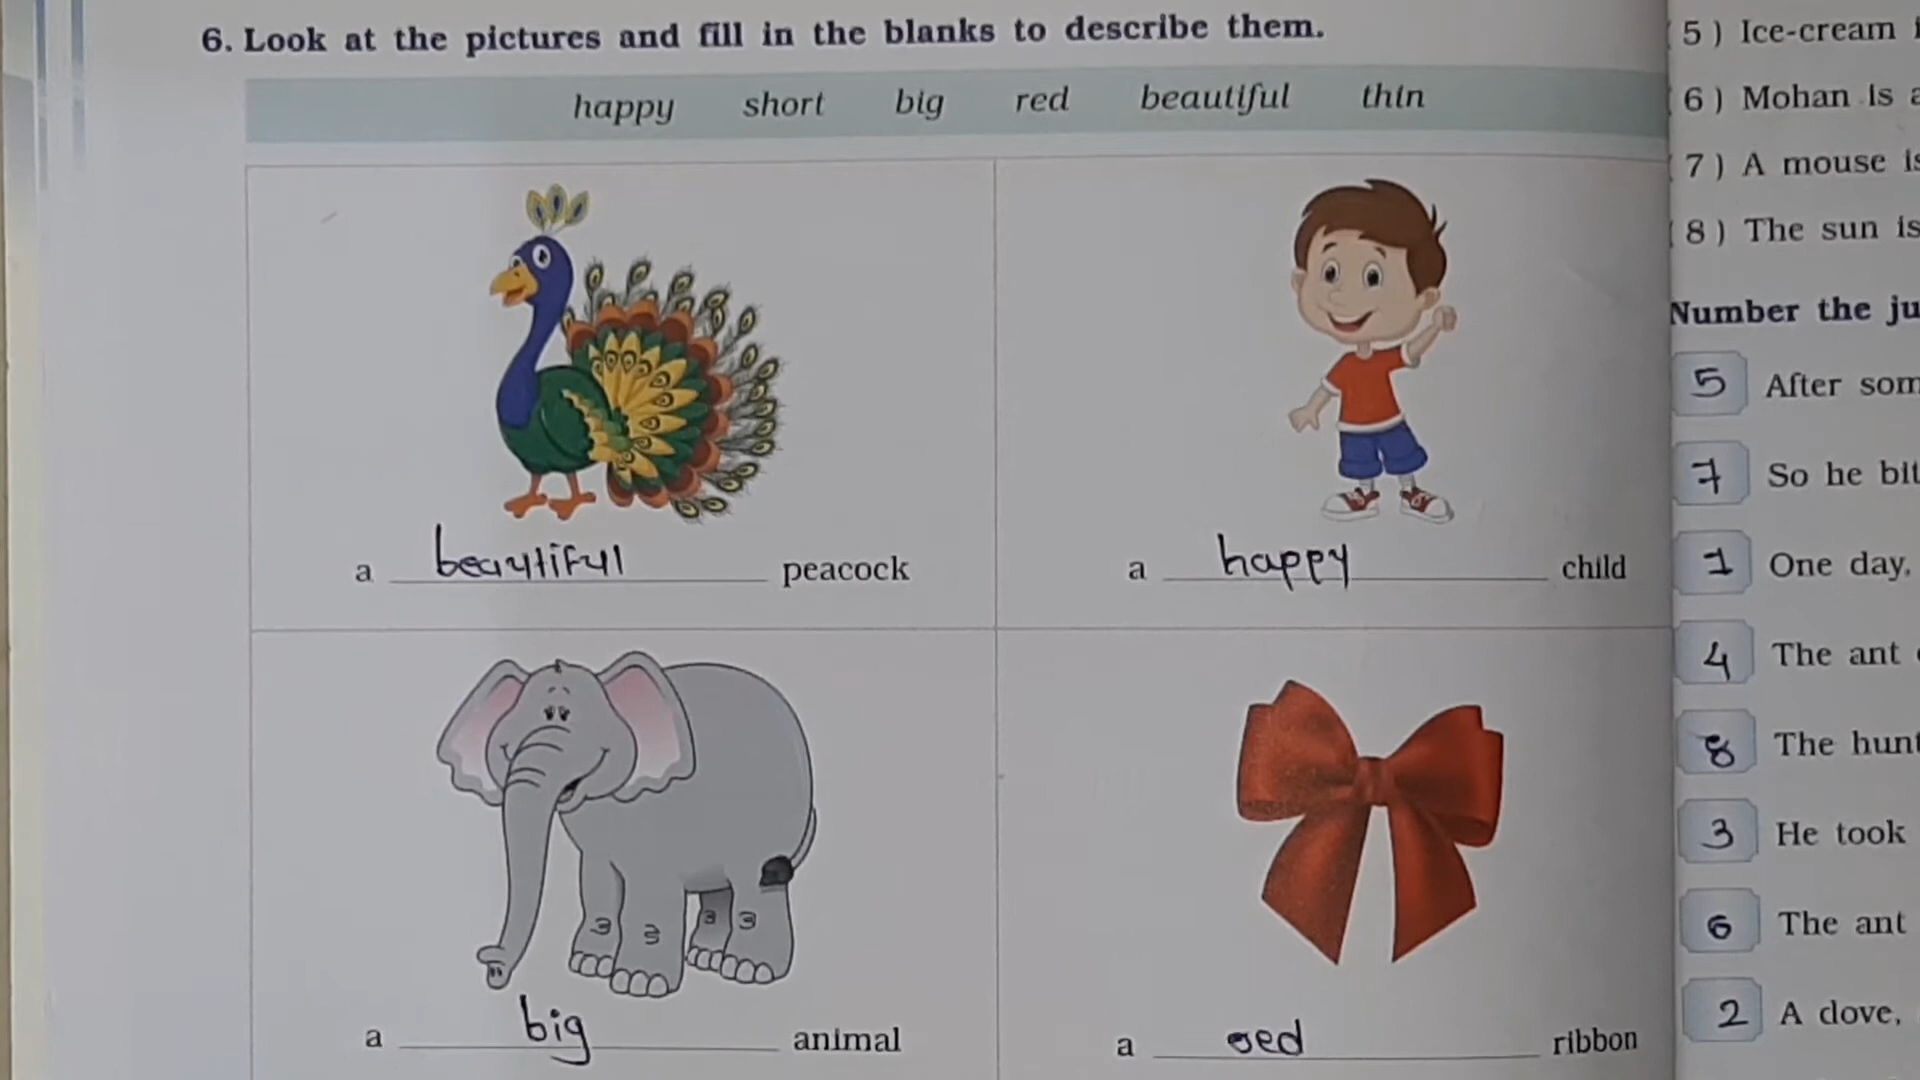 6. Look at the pictures and fill in the blanks to describe them.
happy short big red beautiful thin
a beautiful peacock
a happy child
a big animal
a red ribbon
5 ) Ice-cream
6 ) Mohan is
7 ) A mouse is
8 ) The sun is
Number the
5 After
7 So he
1 One day,
4 The ant
8 The
3 He took
6 The ant
2 A dove,